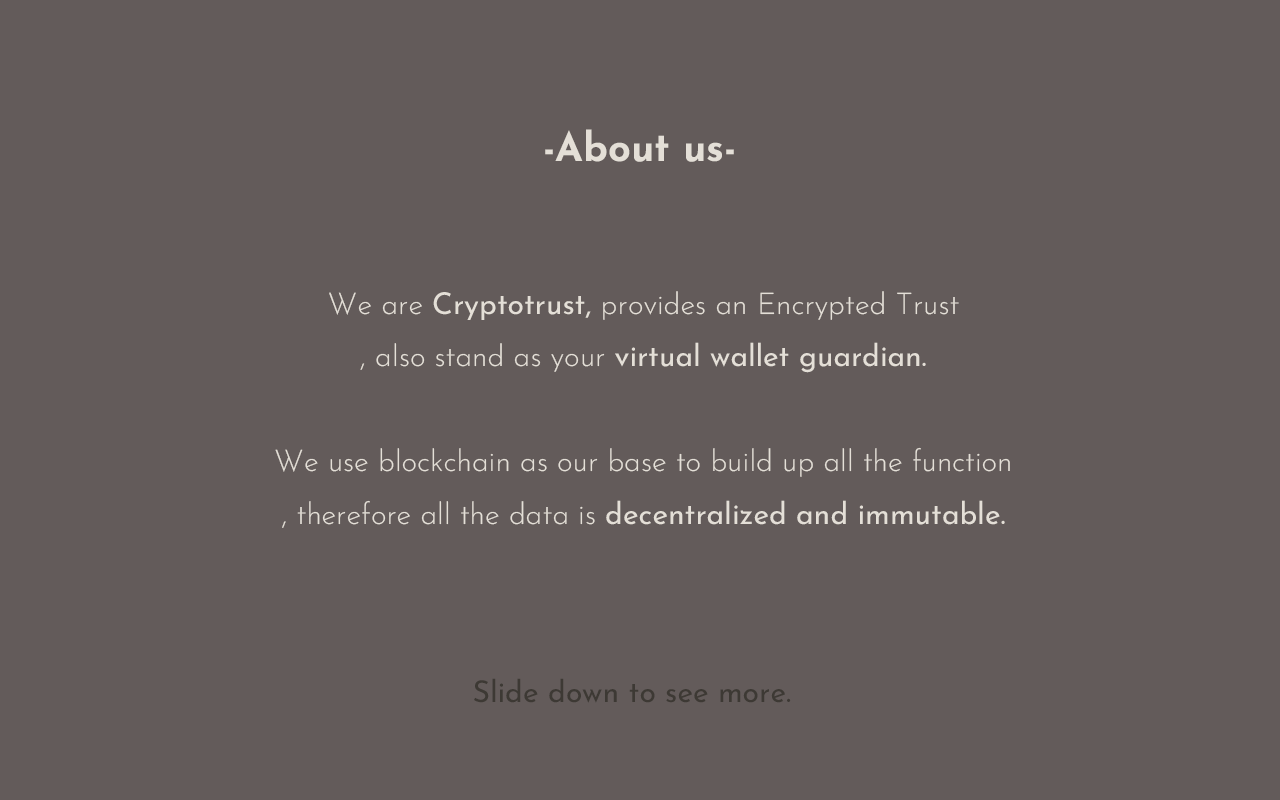 -About us-
We are Cryptotrust, provides an Encrypted Trust
, also stand as your virtual wallet guardian.
We use blockchain as our base to build up all the function
, therefore all the data is decentralized and immutable.
Slide down to see more.